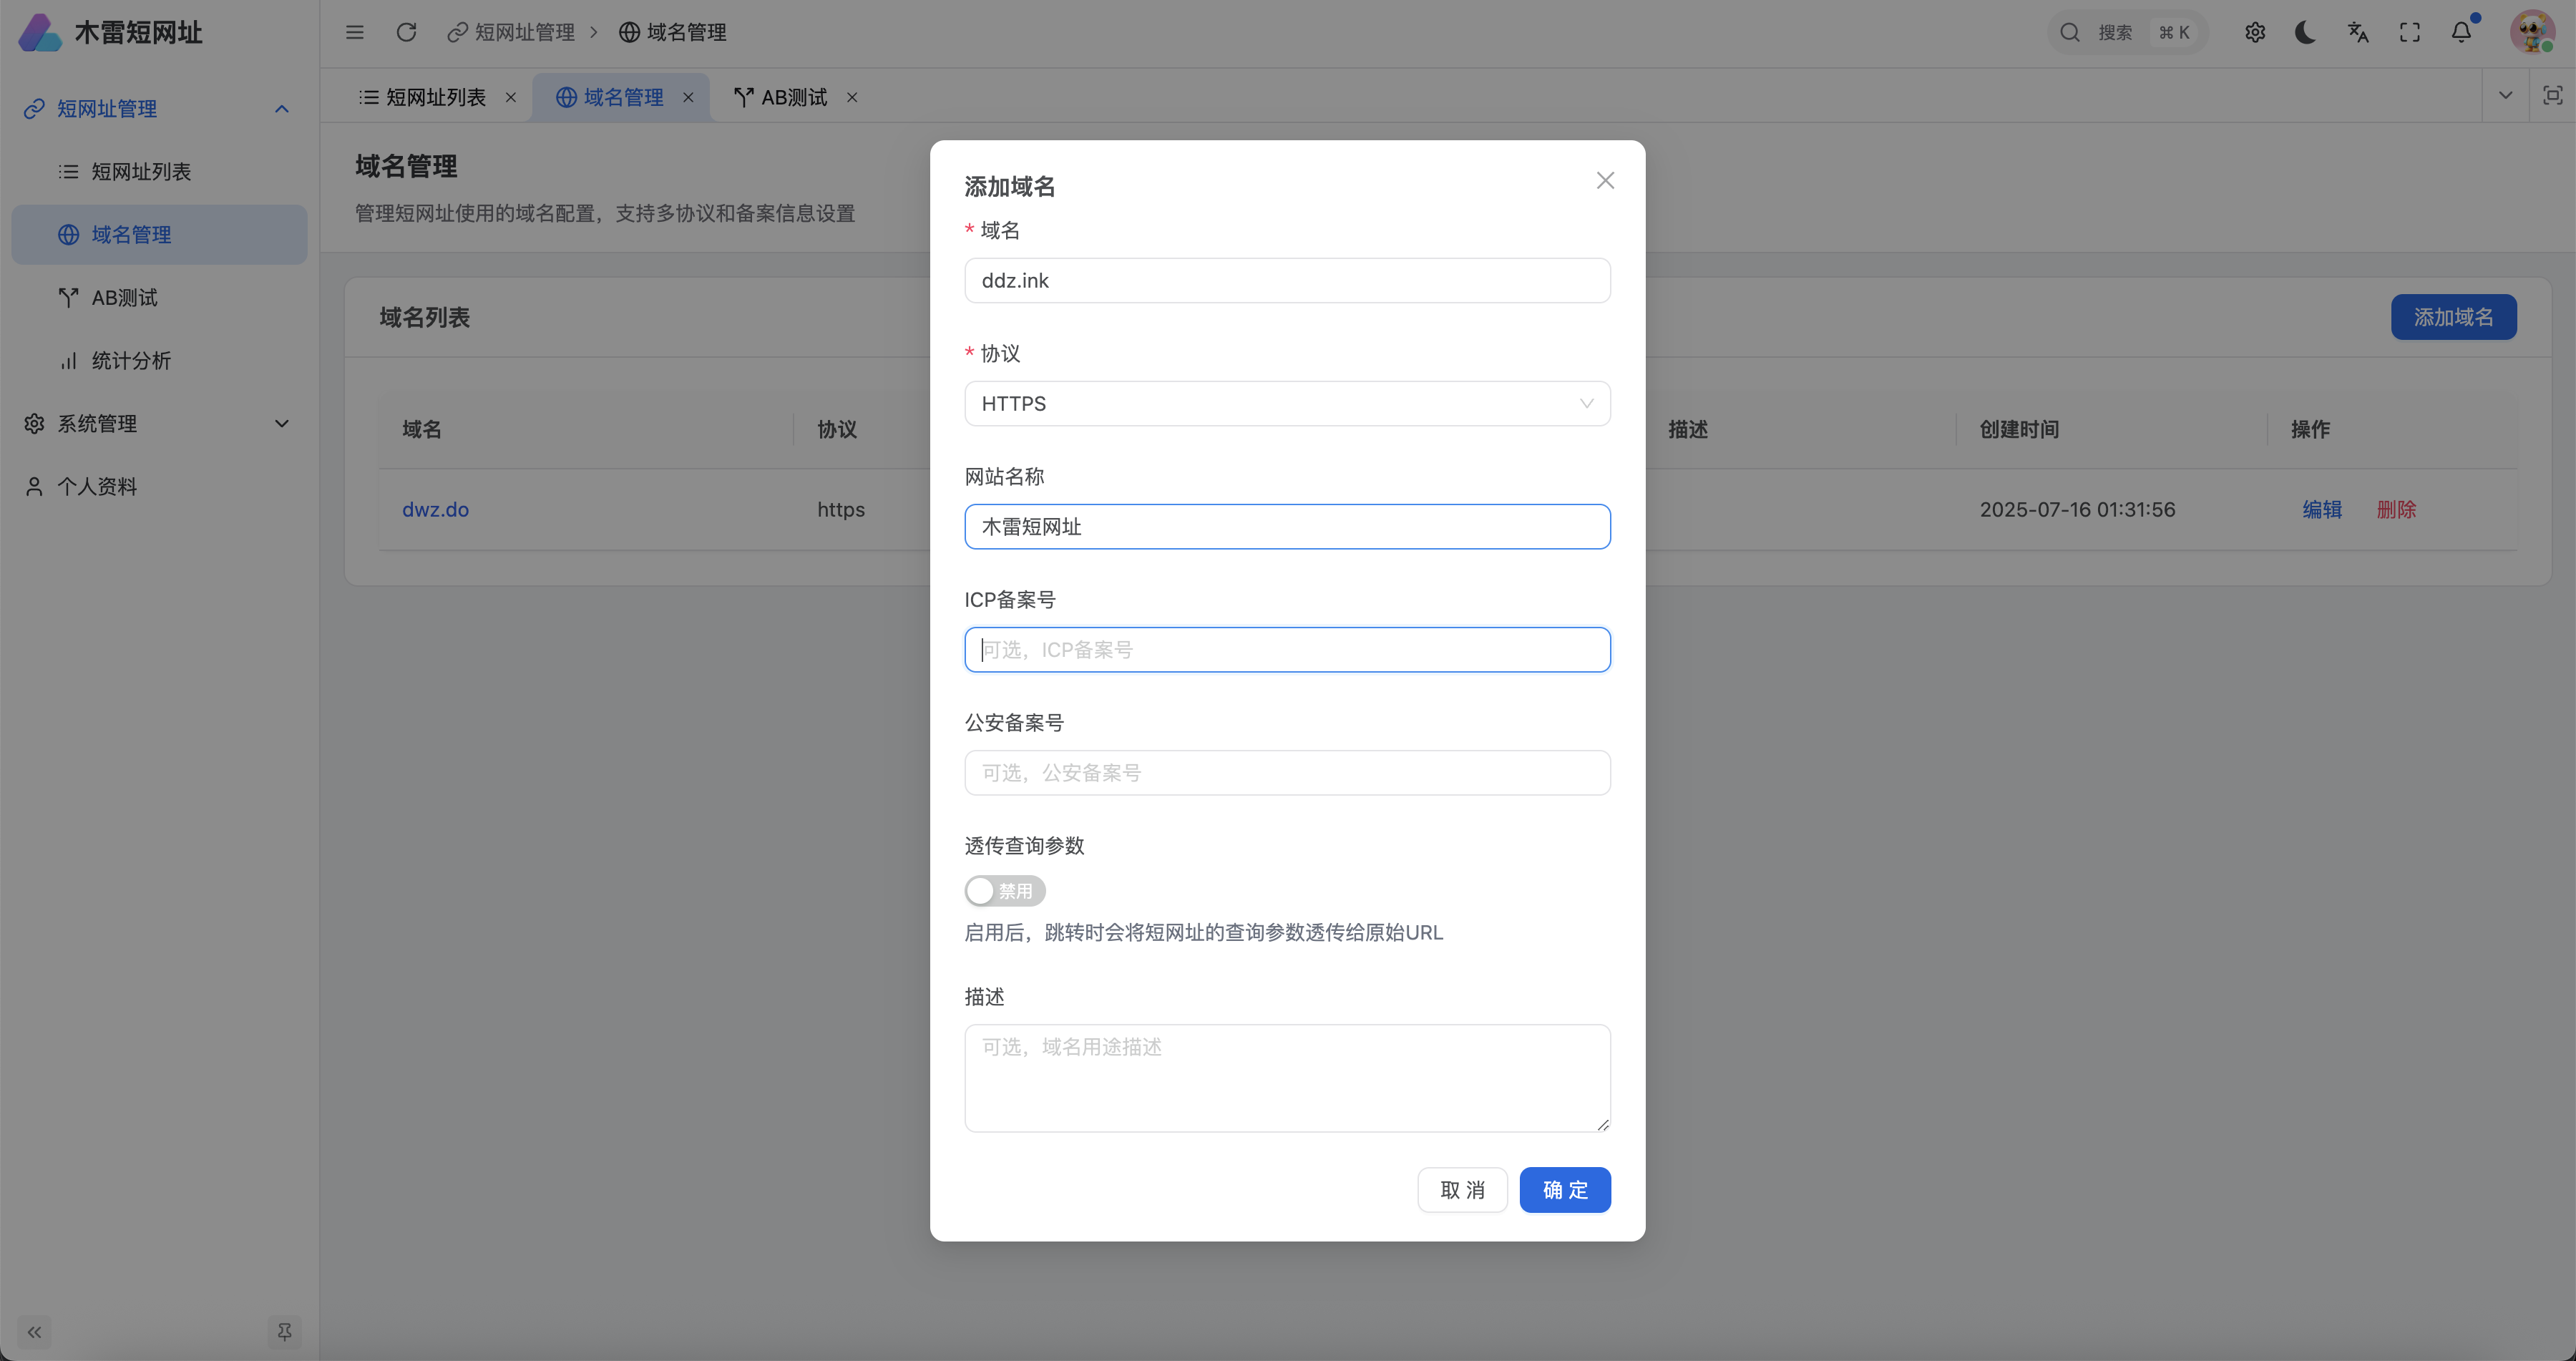 木雷短网址
短网址管理
域名管理
搜索
⌘ K
短网址列表
域名管理
AB测试
短网址管理
短网址列表
域名管理
AB测试
统计分析
系统管理
个人资料
域名管理
管理短网址使用的域名配置，支持多协议和备案信息设置
域名列表
添加域名
域名
协议
描述
创建时间
操作
dwz.do
https
2025-07-16 01:31:56
编辑
删除
添加域名
* 域名
ddz.ink
* 协议
HTTPS
网站名称
木雷短网址
ICP备案号
可选，ICP备案号
公安备案号
可选，公安备案号
透传查询参数
禁用
启用后，跳转时会将短网址的查询参数透传给原始URL
描述
可选，域名用途描述
取 消
确 定